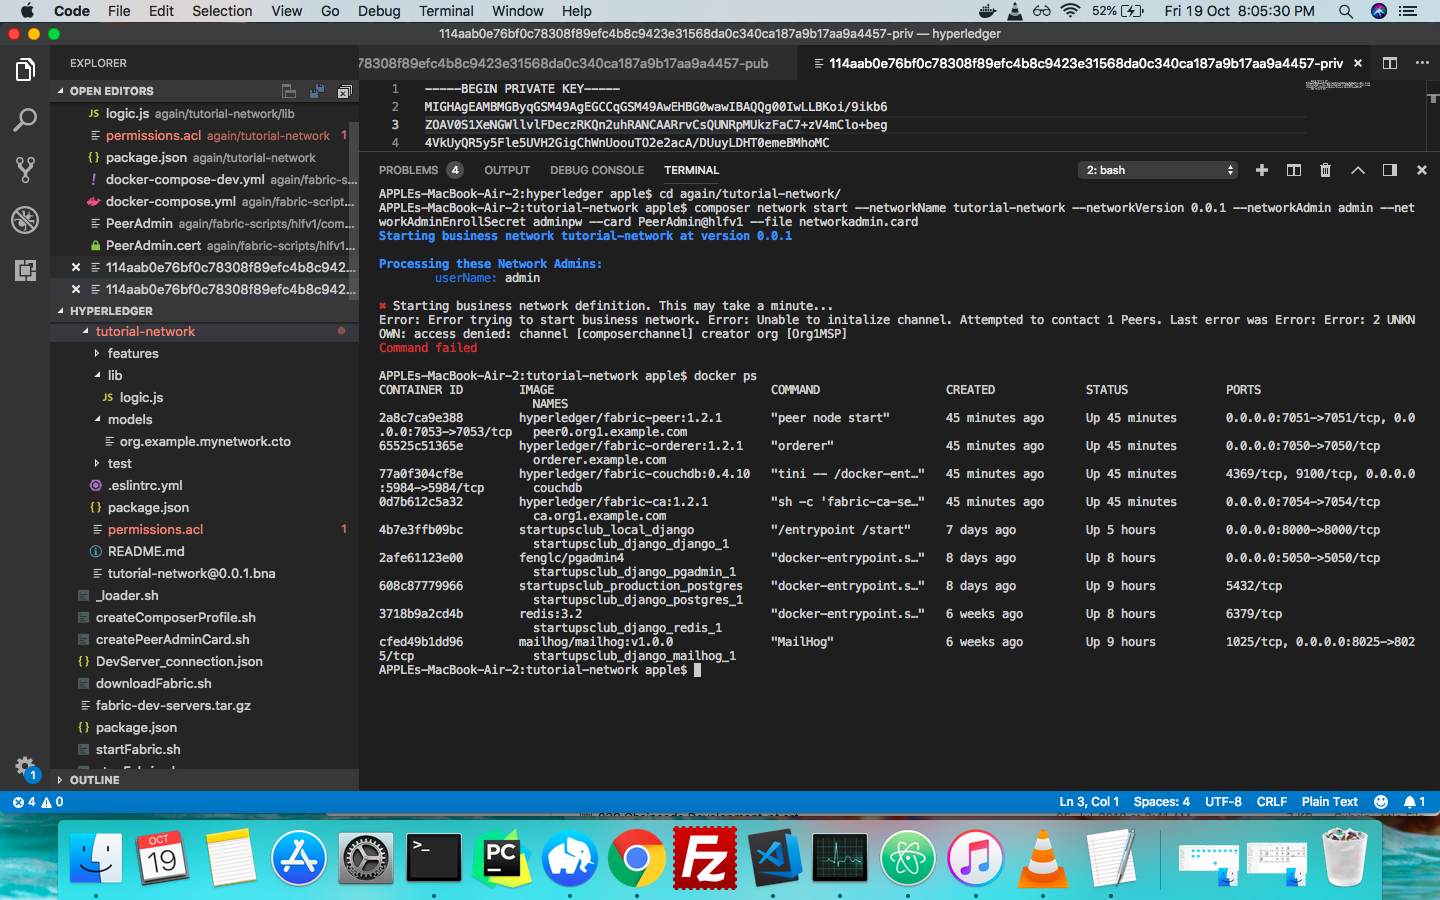 Code File Edit Selection View Go Debug Terminal Window Help 52% Fri 19 Oct 8:05:30 PM
114aab0e76bf0c78308f89efc4b8c9423e31568da0c340ca187a9b17aa9a4457-priv — hyperledger
EXPLORER
OPEN EDITORS
JS logic.js again/tutorial-network/lib
permissions.acl again/tutorial-network 1
{} package.json again/tutorial-network
! docker-compose-dev.yml again/fabric-s...
docker-compose.yml again/fabric-script...
PeerAdmin again/fabric-scripts/hlfv1/com...
PeerAdmin.cert again/fabric-scripts/hlfv1...
114aab0e76bf0c78308f89efc4b8c942...
114aab0e76bf0c78308f89efc4b8c942...
HYPERLEDGER
tutorial-network
features
lib
JS logic.js
models
org.example.mynetwork.cto
test
.eslintrc.yml
{} package.json
permissions.acl 1
README.md
tutorial-network@0.0.1.bna
_loader.sh
createComposerProfile.sh
createPeerAdminCard.sh
{} DevServer_connection.json
downloadFabric.sh
fabric-dev-servers.tar.gz
{} package.json
startFabric.sh
OUTLINE
1
78308f89efc4b8c9423e31568da0c340ca187a9b17aa9a4457-pub
114aab0e76bf0c78308f89efc4b8c9423e31568da0c340ca187a9b17aa9a4457-priv
1 -----BEGIN PRIVATE KEY-----
2 MIGHAgEAMBMGByqGSM49AgEGCCqGSM49AwEHBG0wawIBAQQg00IwLLBKoi/9ikb6
3 ZOAV0S1XeNGWllvlFDeczRKQn2uhRANCAARrvCsQUNRpMUkzFaC7+zV4mClo+beg
4 4VkUyQR5y5Fle5UVH2GigChWnUoouTO2e2acA/DUuyLDHT0emeBMhoMC
PROBLEMS 4 OUTPUT DEBUG CONSOLE TERMINAL 2: bash
APPLEs-MacBook-Air-2:hyperledger apple$ cd again/tutorial-network/
APPLEs-MacBook-Air-2:tutorial-network apple$ composer network start --networkName tutorial-network --networkVersion 0.0.1 --networkAdmin admin --net
workAdminEnrollSecret adminpw --card PeerAdmin@hlfv1 --file networkadmin.card
Starting business network tutorial-network at version 0.0.1
Processing these Network Admins:
userName: admin
✖ Starting business network definition. This may take a minute...
Error: Error trying to start business network. Error: Unable to initalize channel. Attempted to contact 1 Peers. Last error was Error: Error: 2 UNKN
OWN: access denied: channel [composerchannel] creator org [Org1MSP]
Command failed
APPLEs-MacBook-Air-2:tutorial-network apple$ docker ps
CONTAINER ID IMAGE COMMAND CREATED STATUS PORTS
NAMES
2a8c7ca9e388 hyperledger/fabric-peer:1.2.1 "peer node start" 45 minutes ago Up 45 minutes 0.0.0.0:7051->7051/tcp, 0.0
.0.0:7053->7053/tcp peer0.org1.example.com
65525c51365e hyperledger/fabric-orderer:1.2.1 "orderer" 45 minutes ago Up 45 minutes 0.0.0.0:7050->7050/tcp
orderer.example.com
77a0f304cf8e hyperledger/fabric-couchdb:0.4.10 "tini -- /docker-ent…" 45 minutes ago Up 45 minutes 4369/tcp, 9100/tcp, 0.0.0.0
:5984->5984/tcp couchdb
0d7b612c5a32 hyperledger/fabric-ca:1.2.1 "sh -c 'fabric-ca-se…" 45 minutes ago Up 45 minutes 0.0.0.0:7054->7054/tcp
ca.org1.example.com
4b7e3ffb09bc startupsclub_local_django "/entrypoint /start" 7 days ago Up 5 hours 0.0.0.0:8000->8000/tcp
startupsclub_django_django_1
2afe61123e00 fenglc/pgadmin4 "docker-entrypoint.s…" 8 days ago Up 8 hours 0.0.0.0:5050->5050/tcp
startupsclub_django_pgadmin_1
608c87779966 startupsclub_production_postgres "docker-entrypoint.s…" 8 days ago Up 9 hours 5432/tcp
startupsclub_django_postgres_1
3718b9a2cd4b redis:3.2 "docker-entrypoint.s…" 6 weeks ago Up 8 hours 6379/tcp
startupsclub_django_redis_1
cfed49b1dd96 mailhog/mailhog:v1.0.0 "MailHog" 6 weeks ago Up 9 hours 1025/tcp, 0.0.0.0:8025->802
5/tcp startupsclub_django_mailhog_1
APPLEs-MacBook-Air-2:tutorial-network apple$
4 0 Ln 3, Col 1 Spaces: 4 UTF-8 CRLF Plain Text 1
OCT
19
>_
PC
FZ